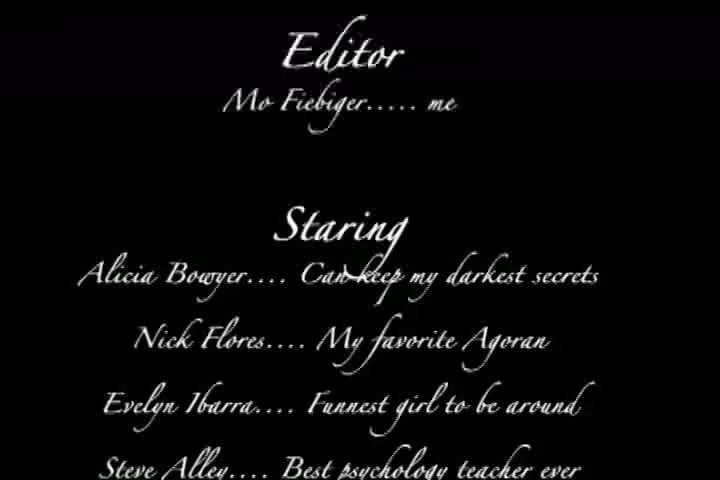 Editor
Mo Fiebiger..... me
Staring
Alicia Bowyer.... Can keep my darkest secrets
Nick Flores.... My favorite Agoran
Evelyn Ibarra.... Funnest girl to be around
Steve Alley.... Best psychology teacher ever